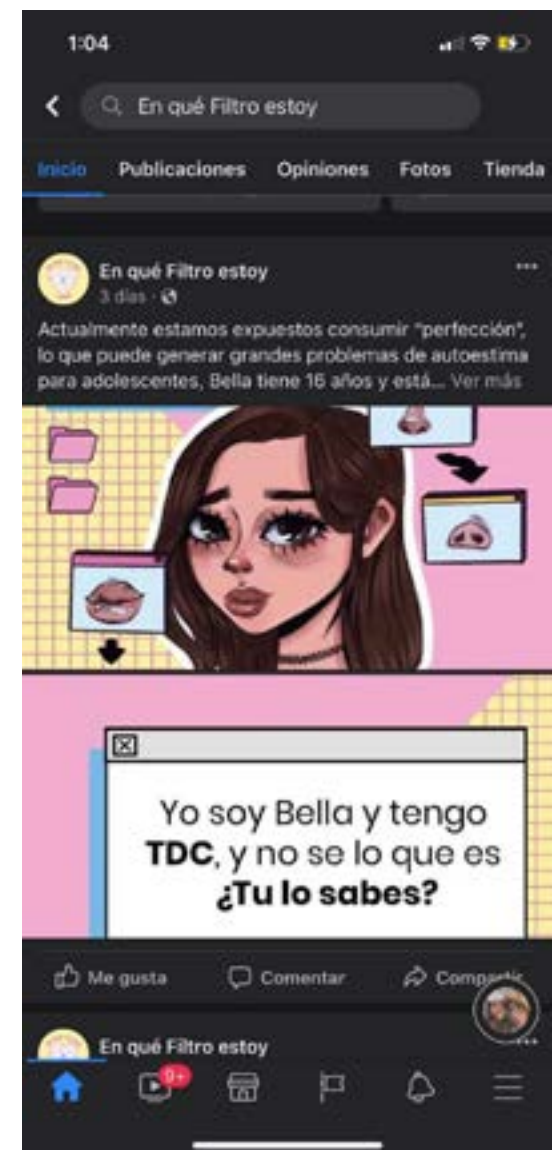 1:04
En qué Filtro estoy
Inicio Publicaciones Opiniones Fotos Tienda
En qué Filtro estoy
3 días
Actualmente estamos expuestos consumir "perfección",
lo que puede generar grandes problemas de autoestima
para adolescentes, Bella tiene 16 años y está... Ver más
Yo soy Bella y tengo
TDC, y no se lo que es
¿Tu lo sabes?
Me gusta Comentar Compartir
En qué Filtro estoy
9+